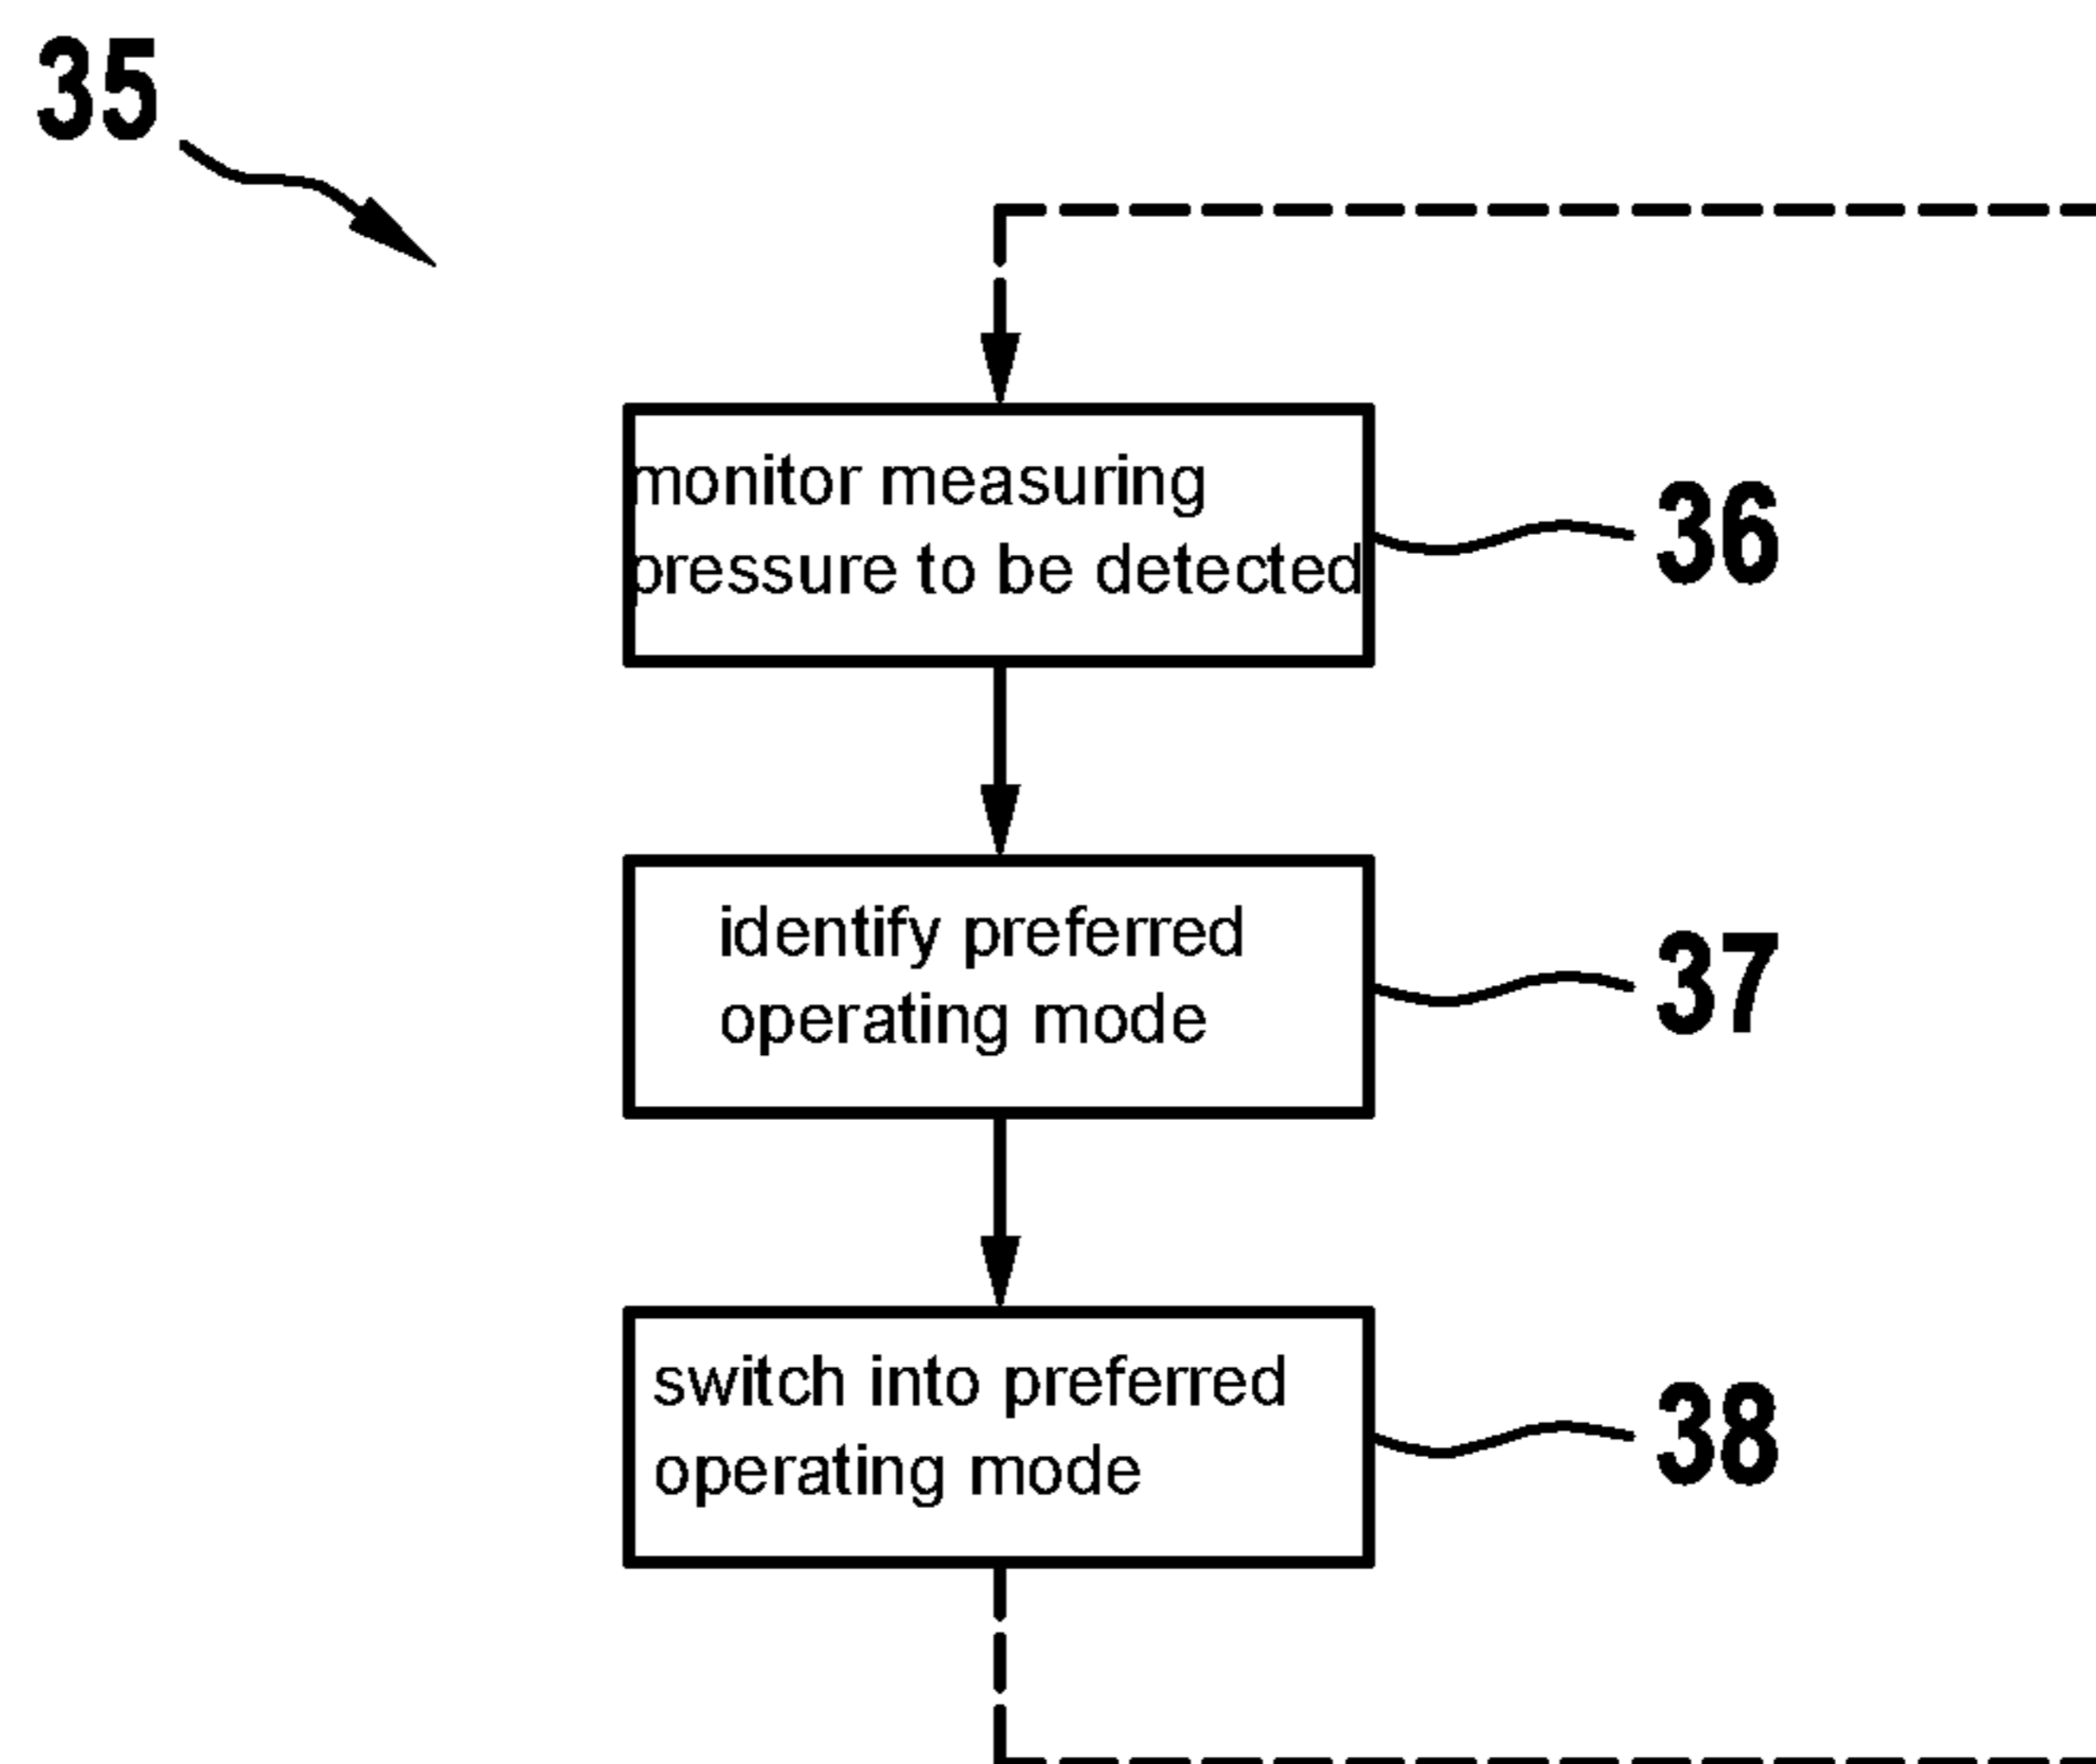 35
monitor measuring
pressure to be detected
36
identify preferred
operating mode
37
switch into preferred
operating mode
38